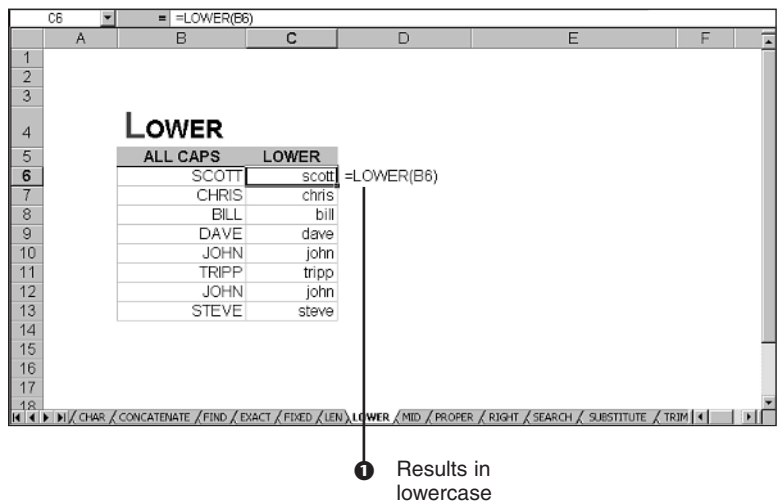 C6 = =LOWER(B6)
A B C D E F
1
2
3
4 LOWER
5 ALL CAPS LOWER
6 SCOTT scott =LOWER(B6)
7 CHRIS chris
8 BILL bill
9 DAVE dave
10 JOHN john
11 TRIPP tripp
12 JOHN john
13 STEVE steve
14
15
16
17
18
CHAR CONCATENATE FIND EXACT FIXED LEN LOWER MID PROPER RIGHT SEARCH SUBSTITUTE TRIM
1 Results in
lowercase